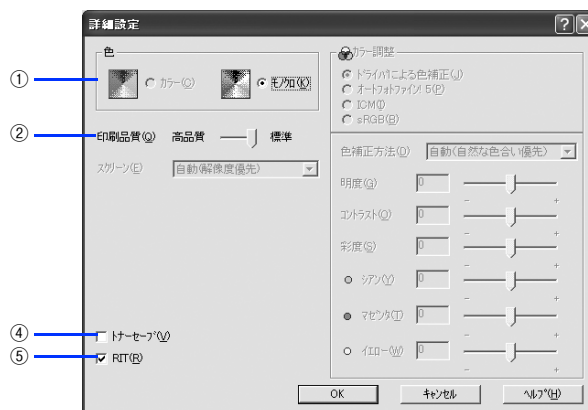 詳細設定
色
① カラー(C) モノクロ(K)
② 印刷品質(Q) 高品質 標準
スクリーン(E) 自動(解像度優先)
④ トナーセーブ(V)
⑤ RIT(R)
カラー調整
ドライバによる色補正(J)
オートフォトファイン!5(P)
ICM(I)
sRGB(B)
色補正方法(D) 自動(自然な色合い優先)
明度(G) 0
- +
コントラスト(O) 0
- +
彩度(S) 0
- +
シアン(Y) 0
- +
マゼンタ(T) 0
- +
イエロー(W) 0
- +
OK キャンセル ヘルプ(H)